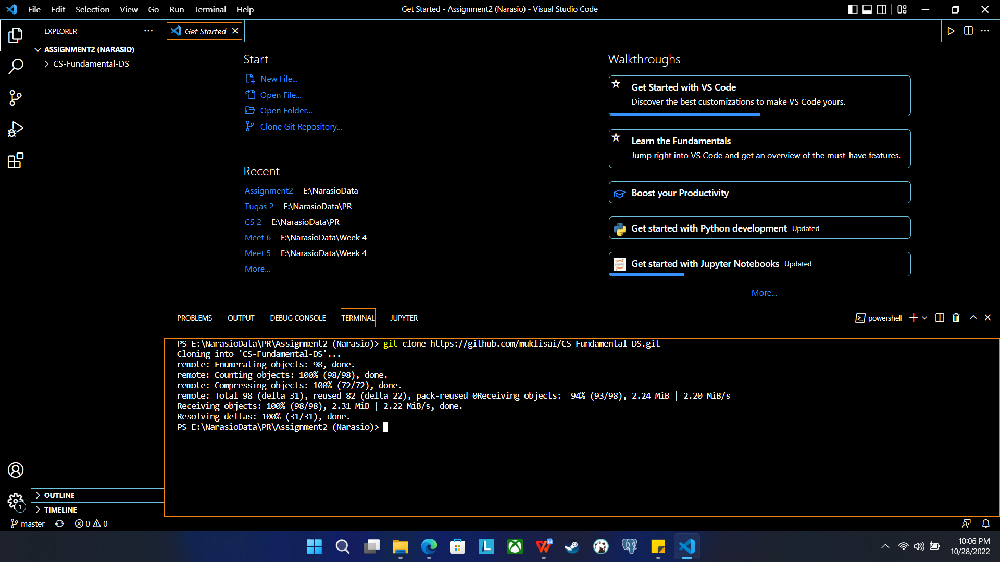 File Edit Selection View Go Run Terminal Help
Get Started - Assignment2 (Narasio) - Visual Studio Code
EXPLORER
ASSIGNMENT2 (NARASIO)
CS-Fundamental-DS
OUTLINE
TIMELINE
Get Started
Start
New File...
Open File...
Open Folder...
Clone Git Repository...
Recent
Assignment2 E:\NarasioData
Tugas 2 E:\NarasioData\PR
CS 2 E:\NarasioData\PR
Meet 6 E:\NarasioData\Week 4
Meet 5 E:\NarasioData\Week 4
More...
Walkthroughs
Get Started with VS Code
Discover the best customizations to make VS Code yours.
Learn the Fundamentals
Jump right into VS Code and get an overview of the must-have features.
Boost your Productivity
Get started with Python development Updated
Get started with Jupyter Notebooks Updated
More...
PROBLEMS OUTPUT DEBUG CONSOLE TERMINAL JUPYTER
powershell
PS E:\NarasioData\PR\Assignment2 (Narasio)> git clone https://github.com/muklisai/CS-Fundamental-DS.git
Cloning into 'CS-Fundamental-DS'...
remote: Enumerating objects: 98, done.
remote: Counting objects: 100% (98/98), done.
remote: Compressing objects: 100% (72/72), done.
remote: Total 98 (delta 31), reused 82 (delta 22), pack-reused 0Receiving objects:  94% (93/98), 2.24 MiB | 2.20 MiB/s
Receiving objects: 100% (98/98), 2.31 MiB | 2.22 MiB/s, done.
Resolving deltas: 100% (31/31), done.
PS E:\NarasioData\PR\Assignment2 (Narasio)>
1
master 0 0
L
W
10:06 PM
10/28/2022